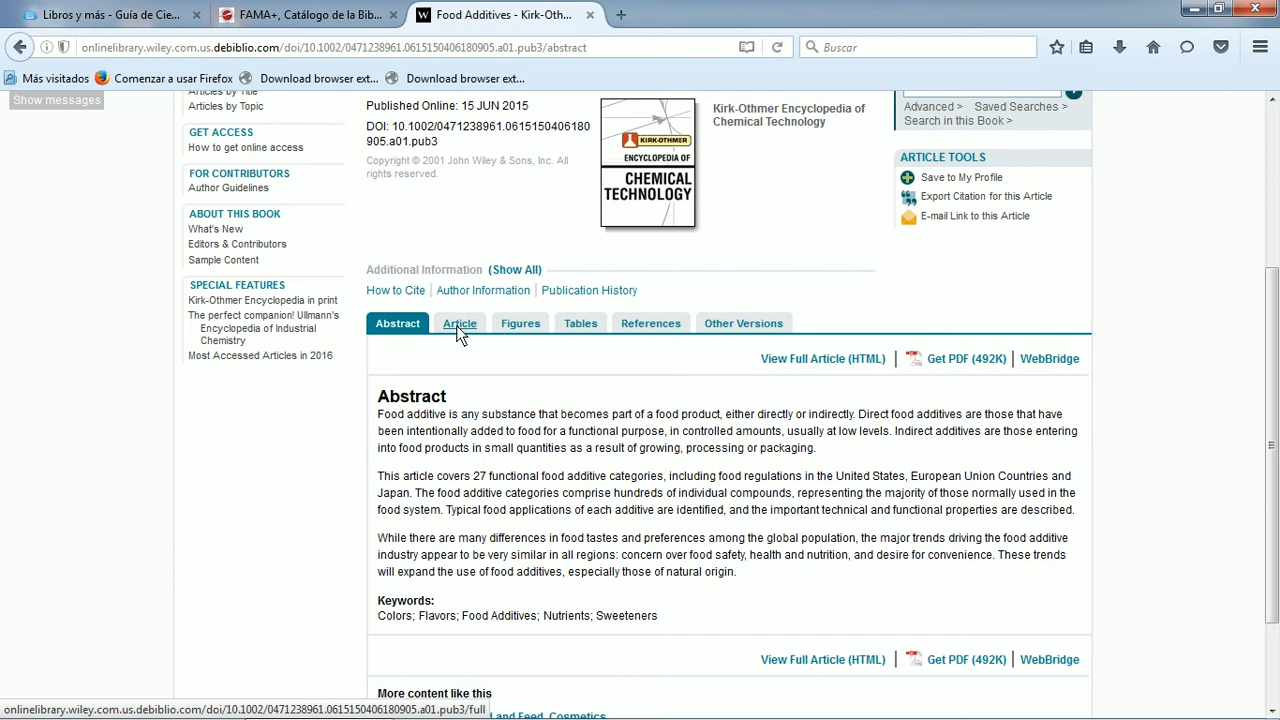 Libros y más - Guía de Cie...
FAMA+, Catálogo de la Bib...
W Food Additives - Kirk-Oth...
onlinelibrary.wiley.com.us.debiblio.com/doi/10.1002/0471238961.0615150406180905.a01.pub3/abstract
Buscar
Más visitados
Comenzar a usar Firefox
Download browser ext...
Download browser ext...
Show messages
Articles by Title
Articles by Topic
GET ACCESS
How to get online access
FOR CONTRIBUTORS
Author Guidelines
ABOUT THIS BOOK
What's New
Editors & Contributors
Sample Content
SPECIAL FEATURES
Kirk-Othmer Encyclopedia in print
The perfect companion! Ullmann's
Encyclopedia of Industrial
Chemistry
Most Accessed Articles in 2016
Published Online: 15 JUN 2015
DOI: 10.1002/0471238961.0615150406180
905.a01.pub3
Copyright © 2001 John Wiley & Sons, Inc. All
rights reserved.
KIRK-OTHMER
ENCYCLOPEDIA OF
CHEMICAL
TECHNOLOGY
Kirk-Othmer Encyclopedia of
Chemical Technology
Advanced > Saved Searches >
Search in this Book >
ARTICLE TOOLS
Save to My Profile
Export Citation for this Article
E-mail Link to this Article
Additional Information (Show All)
How to Cite | Author Information | Publication History
Abstract Article Figures Tables References Other Versions
View Full Article (HTML) | Get PDF (492K) | WebBridge
Abstract
Food additive is any substance that becomes part of a food product, either directly or indirectly. Direct food additives are those that have
been intentionally added to food for a functional purpose, in controlled amounts, usually at low levels. Indirect additives are those entering
into food products in small quantities as a result of growing, processing or packaging.
This article covers 27 functional food additive categories, including food regulations in the United States, European Union Countries and
Japan. The food additive categories comprise hundreds of individual compounds, representing the majority of those normally used in the
food system. Typical food applications of each additive are identified, and the important technical and functional properties are described.
While there are many differences in food tastes and preferences among the global population, the major trends driving the food additive
industry appear to be very similar in all regions: concern over food safety, health and nutrition, and desire for convenience. These trends
will expand the use of food additives, especially those of natural origin.
Keywords:
Colors; Flavors; Food Additives; Nutrients; Sweeteners
View Full Article (HTML) | Get PDF (492K) | WebBridge
More content like this
and Feed, Cosmetics
onlinelibrary.wiley.com.us.debiblio.com/doi/10.1002/0471238961.0615150406180905.a01.pub3/full